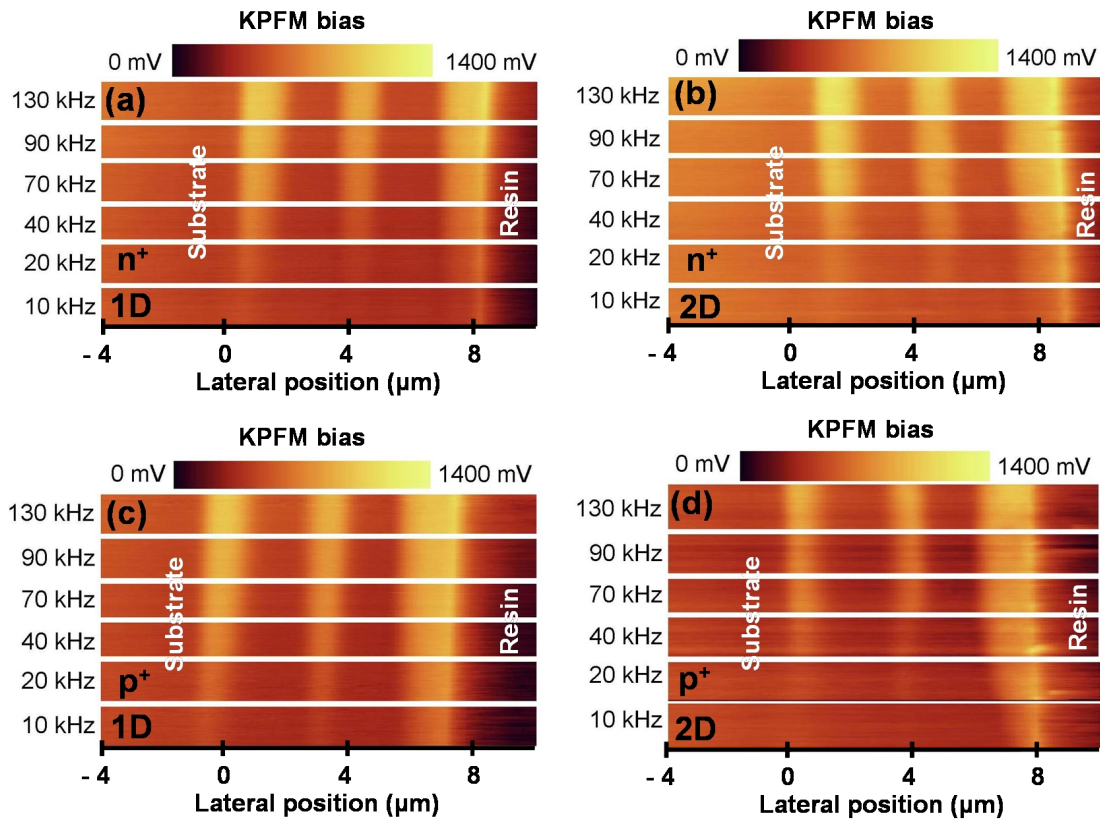 KPFM bias
0 mV 1400 mV
(a)
130 kHz
90 kHz
70 kHz
40 kHz
20 kHz
10 kHz
Substrate
Resin
n⁺
1D
- 4 0 4 8
Lateral position (µm)
KPFM bias
0 mV 1400 mV
(b)
130 kHz
90 kHz
70 kHz
40 kHz
20 kHz
10 kHz
Substrate
Resin
n⁺
2D
- 4 0 4 8
Lateral position (µm)
KPFM bias
0 mV 1400 mV
(c)
130 kHz
90 kHz
70 kHz
40 kHz
20 kHz
10 kHz
Substrate
Resin
p⁺
1D
- 4 0 4 8
Lateral position (µm)
KPFM bias
0 mV 1400 mV
(d)
130 kHz
90 kHz
70 kHz
40 kHz
20 kHz
10 kHz
Substrate
Resin
p⁺
2D
- 4 0 4 8
Lateral position (µm)